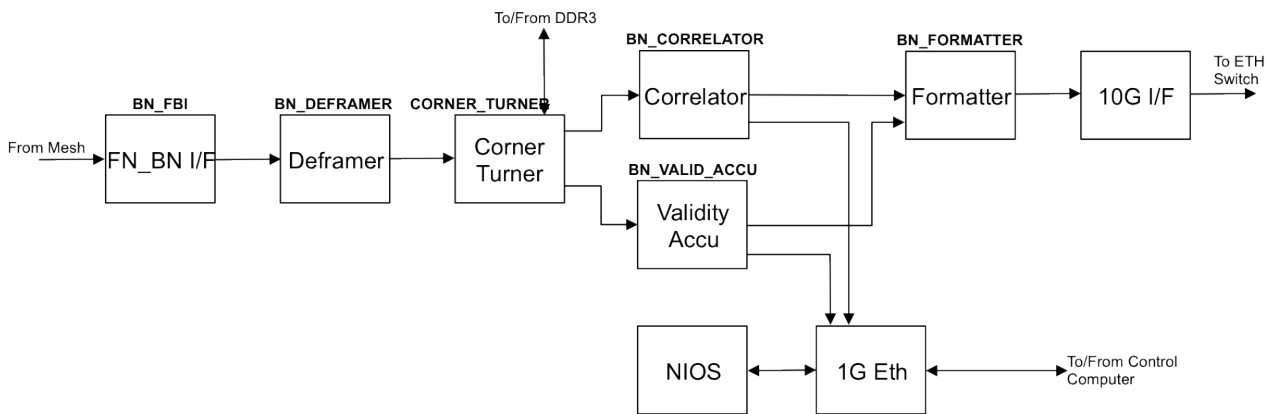 To/From DDR3
BN_CORRELATOR
BN_FORMATTER
To ETH
Switch
BN_FBI
BN_DEFRAMER
CORNER_TURNER
Correlator
Formatter
10G I/F
From Mesh
FN_BN I/F
Deframer
Corner
Turner
BN_VALID_ACCU
Validity
Accu
NIOS
1G Eth
To/From Control
Computer